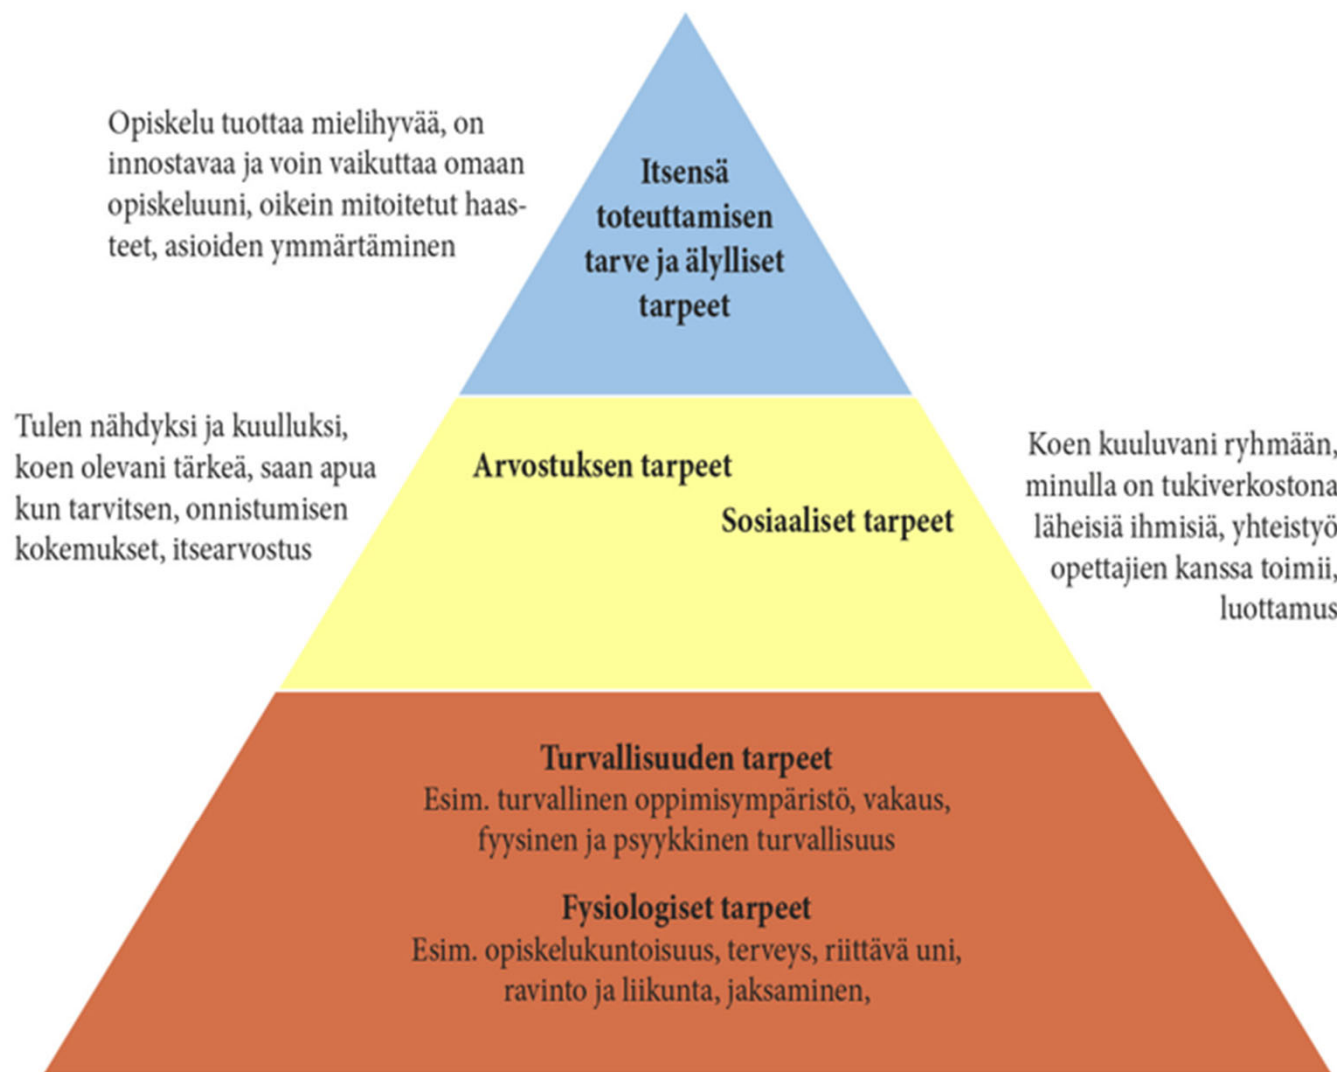 Opiskelu tuottaa mielihyvää, on
innostavaa ja voin vaikuttaa omaan
opiskeluuni, oikein mitoitetut haas-
teet, asioiden ymmärtäminen
Itsensä
toteuttamisen
tarve ja älylliset
tarpeet
Tulen nähdyksi ja kuulluksi,
koen olevani tärkeä, saan apua
kun tarvitsen, onnistumisen
kokemukset, itsearvostus
Arvostuksen tarpeet
Sosiaaliset tarpeet
Koen kuuluvani ryhmään,
minulla on tukiverkostona
läheisiä ihmisiä, yhteistyö
opettajien kanssa toimii,
luottamus
Turvallisuuden tarpeet
Esim. turvallinen oppimisympäristö, vakaus,
fyysinen ja psyykkinen turvallisuus
Fysiologiset tarpeet
Esim. opiskelukuntoisuus, terveys, riittävä uni,
ravinto ja liikunta, jaksaminen,